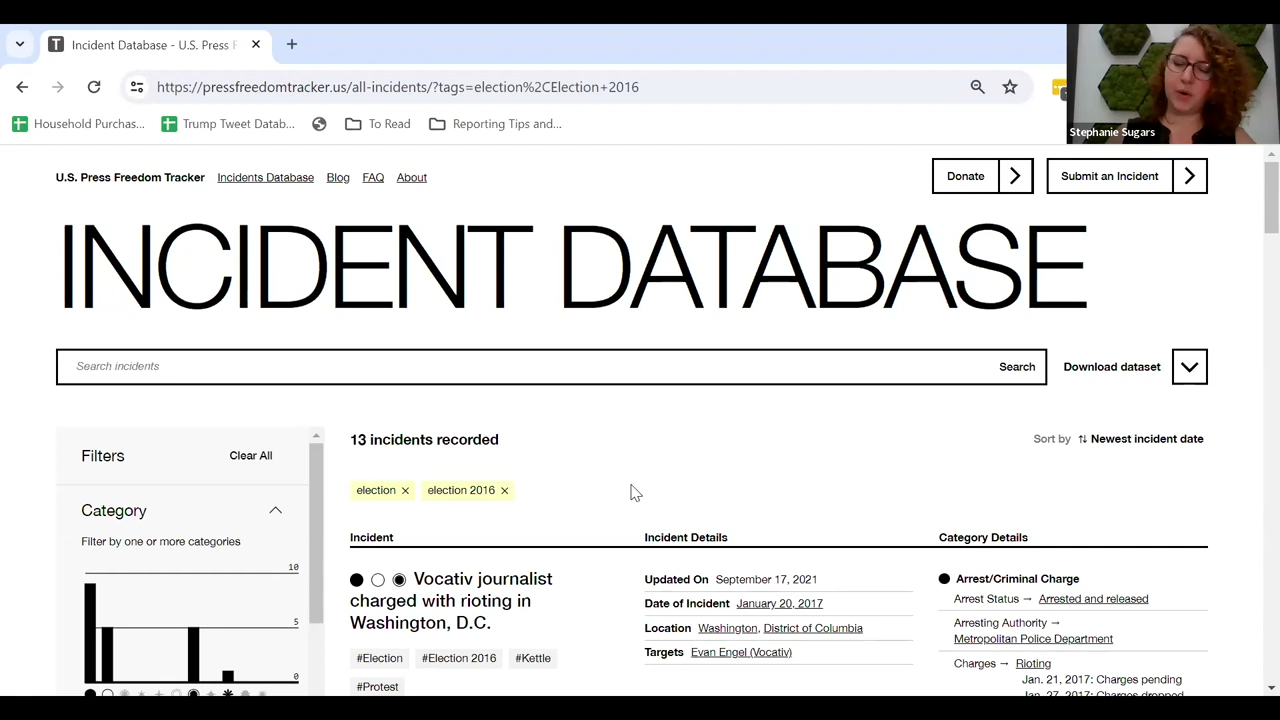 Incident Database - U.S. Press F
https://pressfreedomtracker.us/all-incidents/?tags=election%2CElection+2016
Household Purchas...
Trump Tweet Datab...
To Read
Reporting Tips and...
Stephanie Sugars
U.S. Press Freedom Tracker
Incidents Database
Blog
FAQ
About
Donate
Submit an Incident
INCIDENT DATABASE
Search incidents
Search
Download dataset
Filters
Clear All
Category
Filter by one or more categories
10
5
0
13 incidents recorded
Sort by Newest incident date
election ×
election 2016 ×
Incident
Incident Details
Category Details
Vocativ journalist
charged with rioting in
Washington, D.C.
#Election
#Election 2016
#Kettle
#Protest
Updated On September 17, 2021
Date of Incident January 20, 2017
Location Washington, District of Columbia
Targets Evan Engel (Vocativ)
Arrest/Criminal Charge
Arrest Status → Arrested and released
Arresting Authority →
Metropolitan Police Department
Charges → Rioting
Jan. 21, 2017: Charges pending
Jan. 27, 2017: Charges dropped